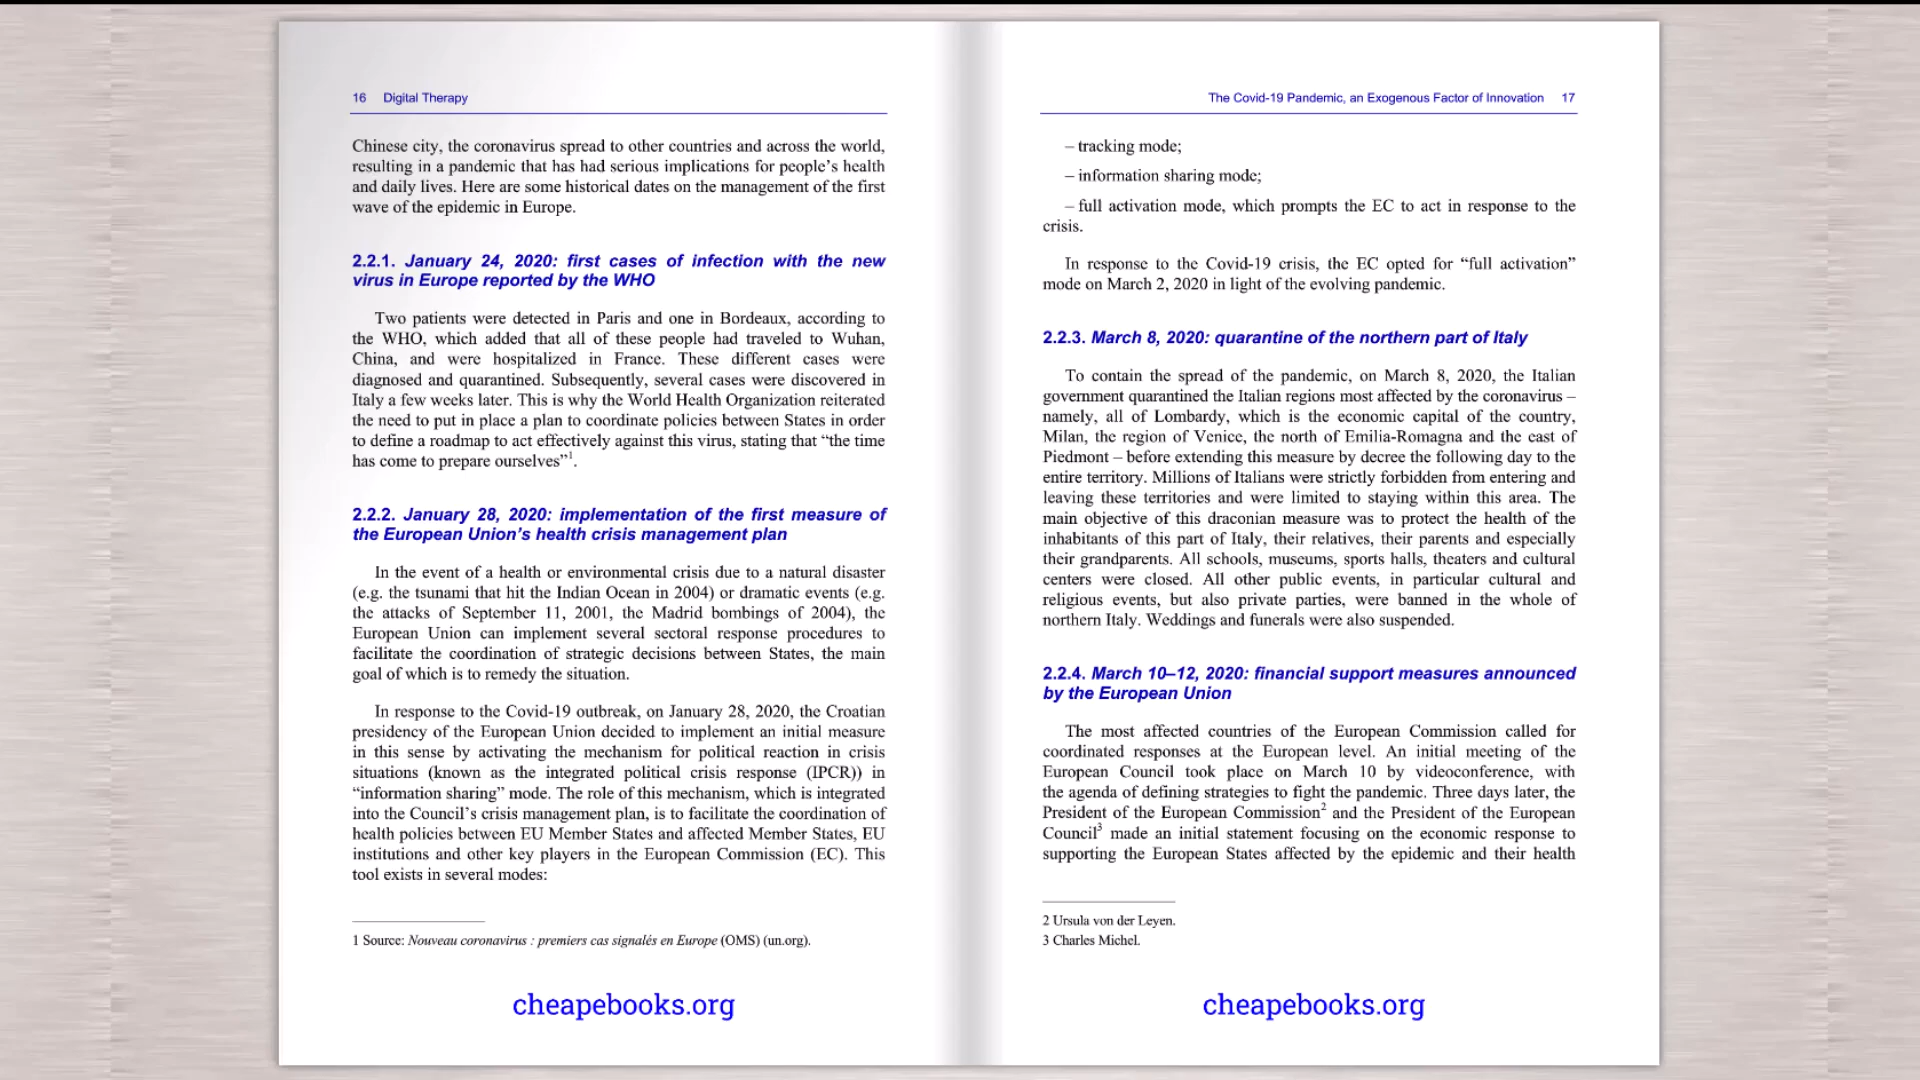 16 Digital Therapy
Chinese city, the coronavirus spread to other countries and across the world,
resulting in a pandemic that has had serious implications for people’s health
and daily lives. Here are some historical dates on the management of the first
wave of the epidemic in Europe.
2.2.1. January 24, 2020: first cases of infection with the new
virus in Europe reported by the WHO
Two patients were detected in Paris and one in Bordeaux, according to
the WHO, which added that all of these people had traveled to Wuhan,
China, and were hospitalized in France. These different cases were
diagnosed and quarantined. Subsequently, several cases were discovered in
Italy a few weeks later. This is why the World Health Organization reiterated
the need to put in place a plan to coordinate policies between States in order
to define a roadmap to act effectively against this virus, stating that “the time
has come to prepare ourselves”1.
2.2.2. January 28, 2020: implementation of the first measure of
the European Union’s health crisis management plan
In the event of a health or environmental crisis due to a natural disaster
(e.g. the tsunami that hit the Indian Ocean in 2004) or dramatic events (e.g.
the attacks of September 11, 2001, the Madrid bombings of 2004), the
European Union can implement several sectoral response procedures to
facilitate the coordination of strategic decisions between States, the main
goal of which is to remedy the situation.
In response to the Covid-19 outbreak, on January 28, 2020, the Croatian
presidency of the European Union decided to implement an initial measure
in this sense by activating the mechanism for political reaction in crisis
situations (known as the integrated political crisis response (IPCR)) in
“information sharing” mode. The role of this mechanism, which is integrated
into the Council’s crisis management plan, is to facilitate the coordination of
health policies between EU Member States and affected Member States, EU
institutions and other key players in the European Commission (EC). This
tool exists in several modes:
1 Source: Nouveau coronavirus : premiers cas signalés en Europe (OMS) (un.org).
cheapebooks.org
The Covid-19 Pandemic, an Exogenous Factor of Innovation 17
– tracking mode;
– information sharing mode;
– full activation mode, which prompts the EC to act in response to the
crisis.
In response to the Covid-19 crisis, the EC opted for “full activation”
mode on March 2, 2020 in light of the evolving pandemic.
2.2.3. March 8, 2020: quarantine of the northern part of Italy
To contain the spread of the pandemic, on March 8, 2020, the Italian
government quarantined the Italian regions most affected by the coronavirus –
namely, all of Lombardy, which is the economic capital of the country,
Milan, the region of Venice, the north of Emilia-Romagna and the east of
Piedmont – before extending this measure by decree the following day to the
entire territory. Millions of Italians were strictly forbidden from entering and
leaving these territories and were limited to staying within this area. The
main objective of this draconian measure was to protect the health of the
inhabitants of this part of Italy, their relatives, their parents and especially
their grandparents. All schools, museums, sports halls, theaters and cultural
centers were closed. All other public events, in particular cultural and
religious events, but also private parties, were banned in the whole of
northern Italy. Weddings and funerals were also suspended.
2.2.4. March 10–12, 2020: financial support measures announced
by the European Union
The most affected countries of the European Commission called for
coordinated responses at the European level. An initial meeting of the
European Council took place on March 10 by videoconference, with
the agenda of defining strategies to fight the pandemic. Three days later, the
President of the European Commission2 and the President of the European
Council3 made an initial statement focusing on the economic response to
supporting the European States affected by the epidemic and their health
2 Ursula von der Leyen.
3 Charles Michel.
cheapebooks.org